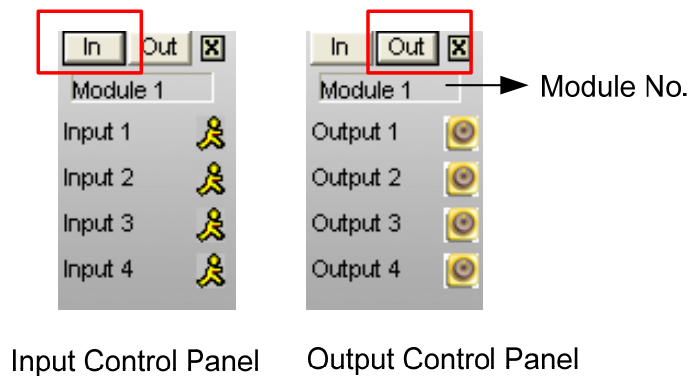 In Out X
Module 1
Input 1
Input 2
Input 3
Input 4
Input Control Panel
In Out X
Module 1
Module No.
Output 1
Output 2
Output 3
Output 4
Output Control Panel